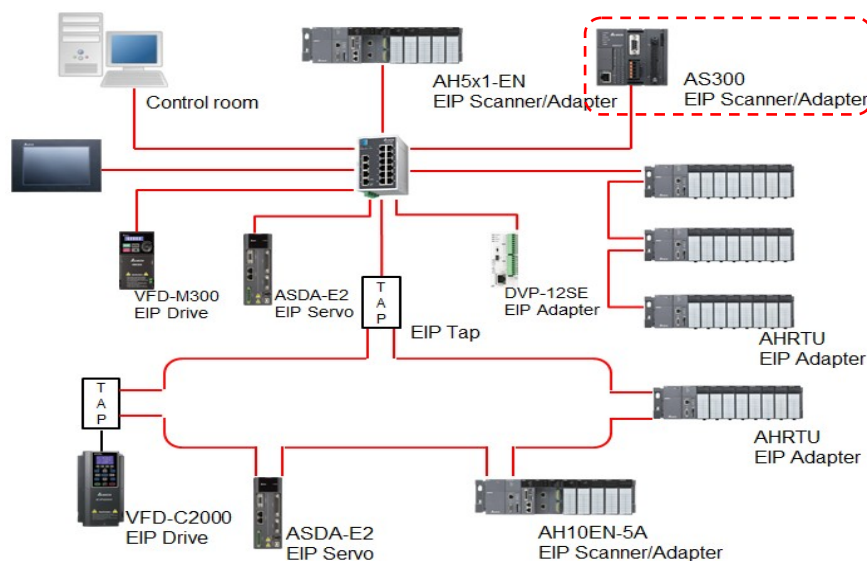 Control room
AH5x1-EN
EIP Scanner/Adapter
AS300
EIP Scanner/Adapter
VFD-M300
EIP Drive
ASDA-E2
EIP Servo
T
A
P
EIP Tap
DVP-12SE
EIP Adapter
AHRTU
EIP Adapter
T
A
P
VFD-C2000
EIP Drive
ASDA-E2
EIP Servo
AH10EN-5A
EIP Scanner/Adapter
AHRTU
EIP Adapter